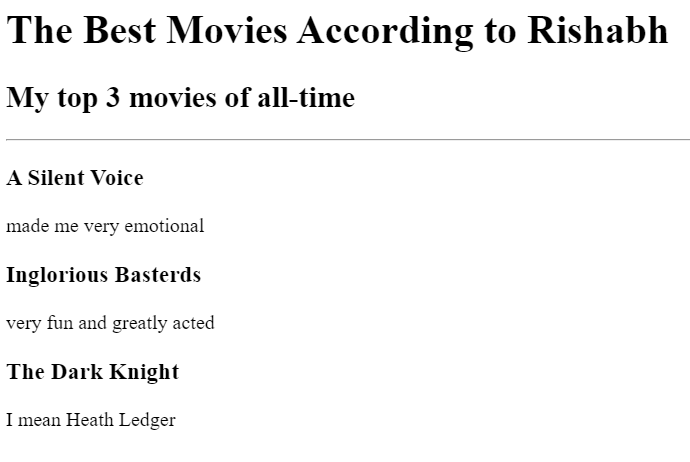 The Best Movies According to Rishabh
My top 3 movies of all-time
A Silent Voice
made me very emotional
Inglorious Basterds
very fun and greatly acted
The Dark Knight
I mean Heath Ledger